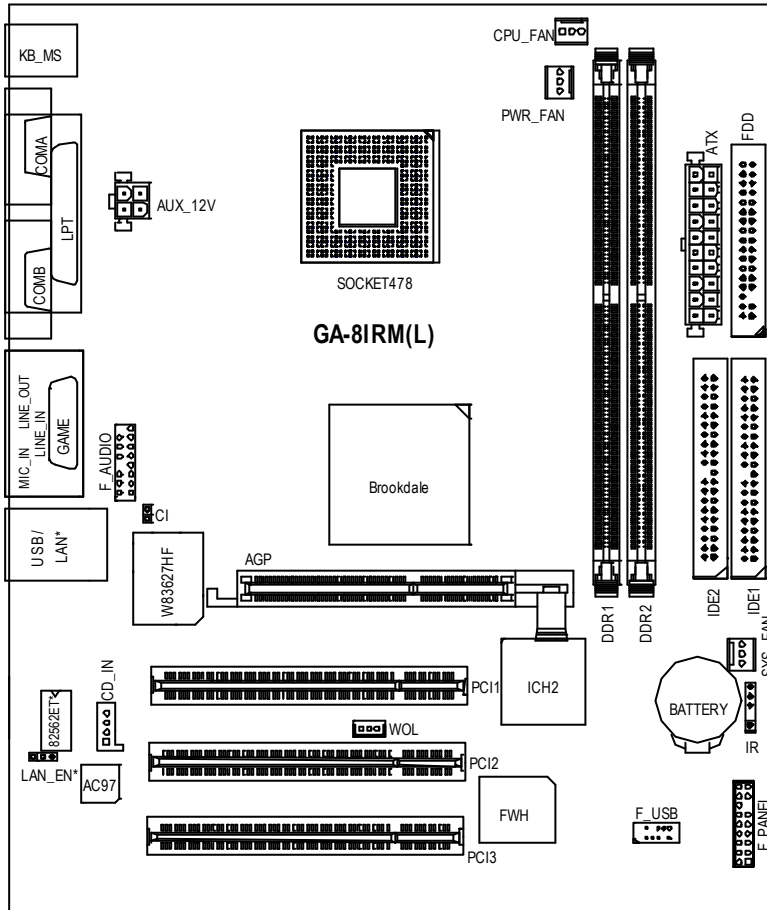 CPU_FAN
KB_MS
PWR_FAN
ATX
FDD
COMA
LPT
COMB
AUX_12V
SOCKET478
GA-8IRM(L)
MIC_IN
LINE_OUT
LINE_IN
GAME
F_AUDIO
Brookdale
CI
USB/
LAN*
W83627HF
AGP
DDR1
DDR2
IDE2
IDE1
SYS_FAN
CD_IN
PCI1
ICH2
BATTERY
82562ET*
WOL
IR
LAN_EN*
AC97
PCI2
FWH
F_USB
F_PANEL
PCI3